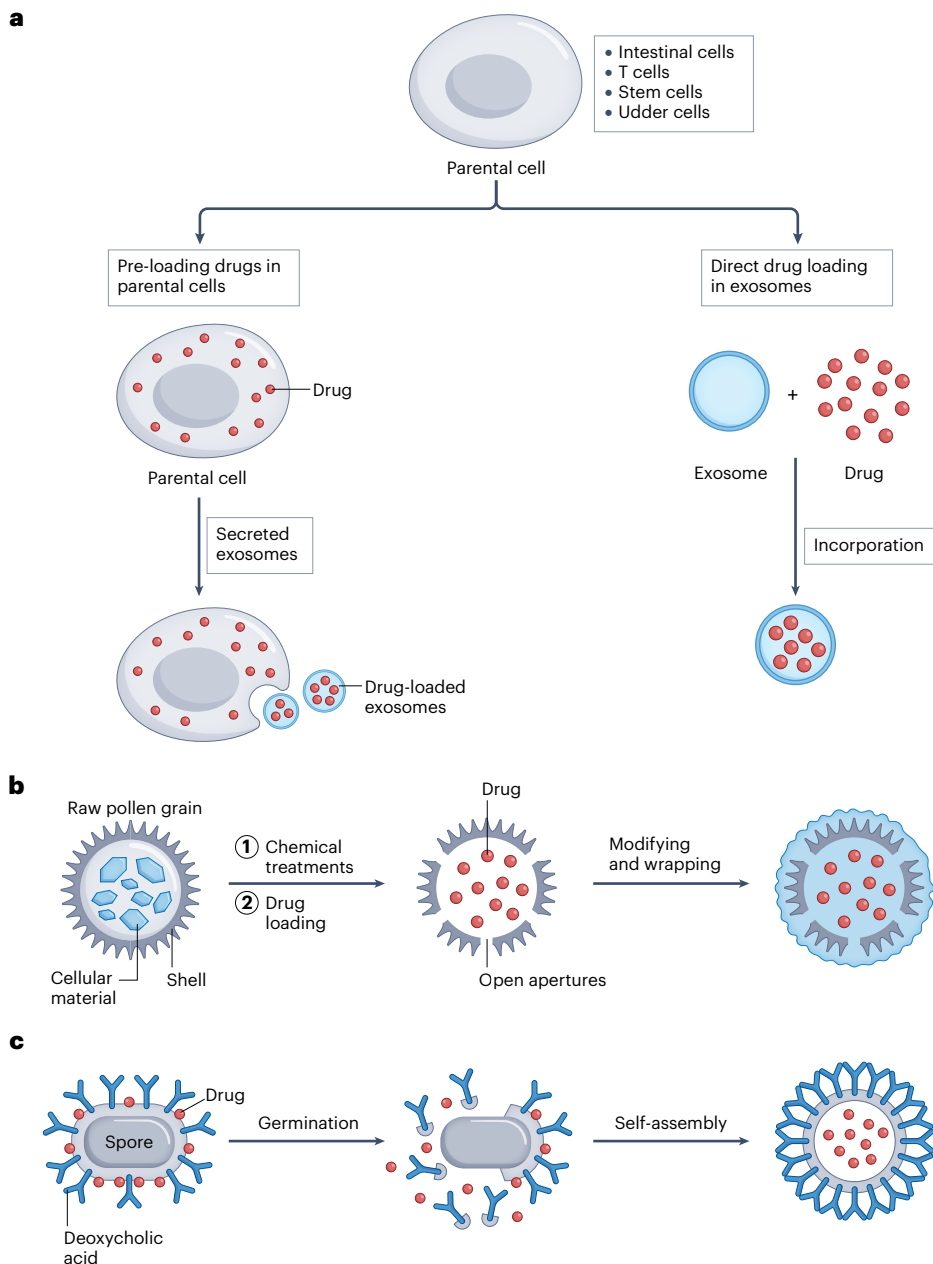 a
• Intestinal cells
• T cells
• Stem cells
• Udder cells
Parental cell
Pre-loading drugs in
parental cells
Direct drug loading
in exosomes
Drug
+
Parental cell
Exosome
Drug
Secreted
exosomes
Incorporation
Drug-loaded
exosomes
b
Raw pollen grain
Cellular
material
Shell
1 Chemical
treatments
2 Drug
loading
Drug
Open apertures
Modifying
and wrapping
c
Drug
Spore
Deoxycholic
acid
Germination
Self-assembly